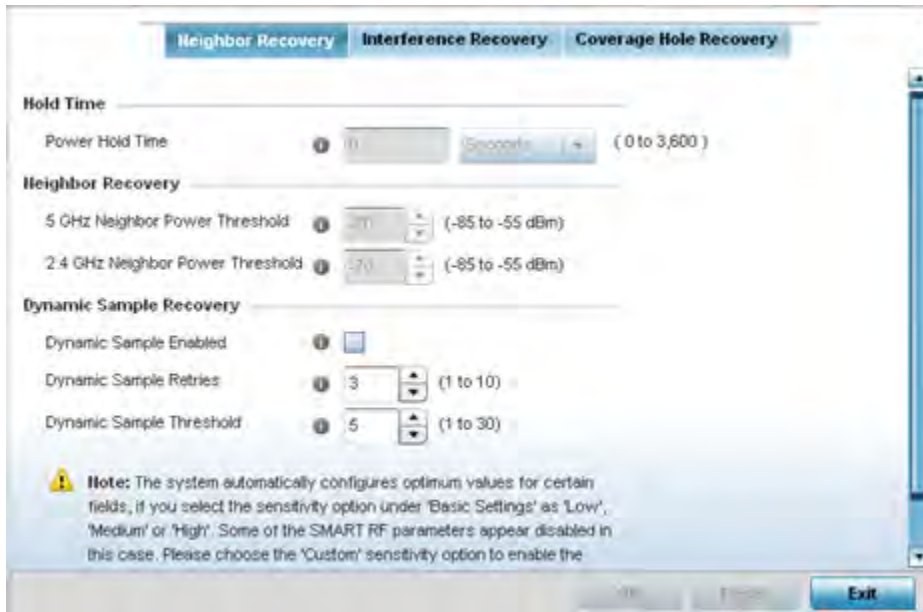 Neighbor Recovery Interference Recovery Coverage Hole Recovery
Hold Time
Power Hold Time 0 Seconds ( 0 to 3,600 )
Neighbor Recovery
5 GHz Neighbor Power Threshold -70 (-85 to -55 dBm)
2.4 GHz Neighbor Power Threshold -70 (-85 to -55 dBm)
Dynamic Sample Recovery
Dynamic Sample Enabled
Dynamic Sample Retries 3 (1 to 10)
Dynamic Sample Threshold 5 (1 to 30)
Note: The system automatically configures optimum values for certain
fields, if you select the sensitivity option under 'Basic Settings' as 'Low',
'Medium' or 'High'. Some of the SMART RF parameters appear disabled in
this case. Please choose the 'Custom' sensitivity option to enable the
Exit